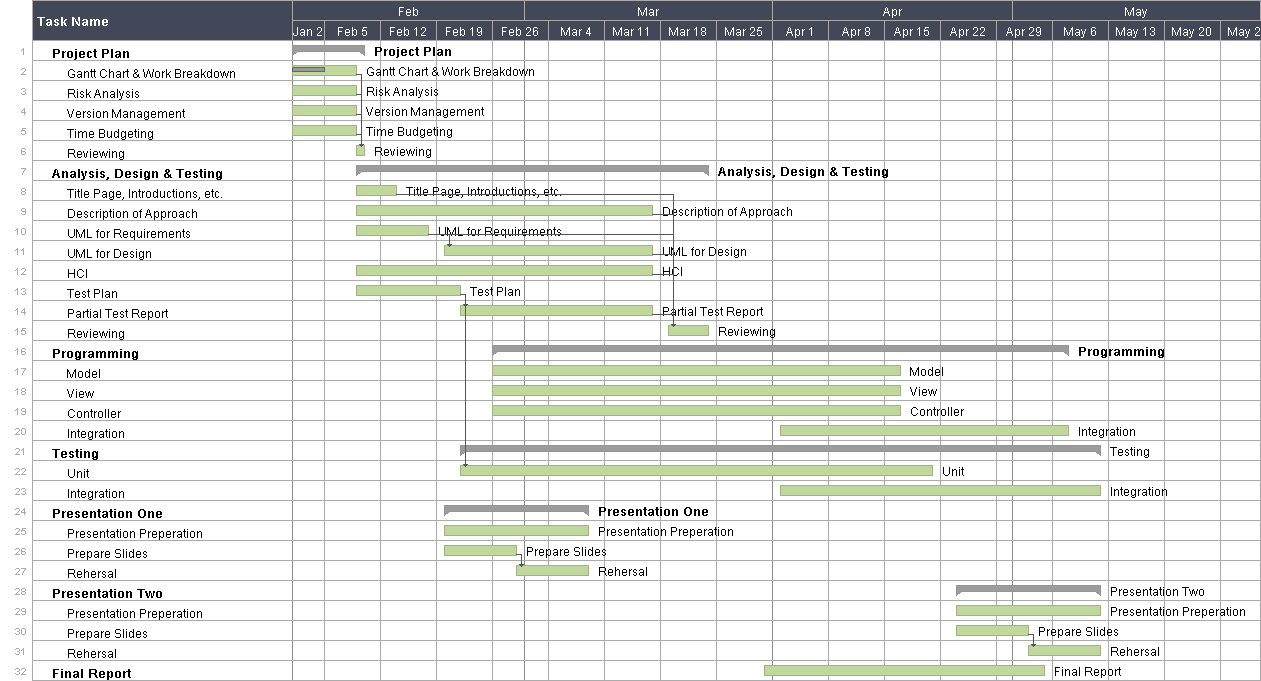 Task Name
Feb Mar Apr May
Jan 2 Feb 5 Feb 12 Feb 19 Feb 26 Mar 4 Mar 11 Mar 18 Mar 25 Apr 1 Apr 8 Apr 15 Apr 22 Apr 29 May 6 May 13 May 20 May 2
1 Project Plan Project Plan
2 Gantt Chart & Work Breakdown Gantt Chart & Work Breakdown
3 Risk Analysis Risk Analysis
4 Version Management Version Management
5 Time Budgeting Time Budgeting
6 Reviewing Reviewing
7 Analysis, Design & Testing Analysis, Design & Testing
8 Title Page, Introductions, etc. Title Page, Introductions, etc.
9 Description of Approach Description of Approach
10 UML for Requirements UML for Requirements
11 UML for Design UML for Design
12 HCI HCI
13 Test Plan Test Plan
14 Partial Test Report Partial Test Report
15 Reviewing Reviewing
16 Programming Programming
17 Model Model
18 View View
19 Controller Controller
20 Integration Integration
21 Testing Testing
22 Unit Unit
23 Integration Integration
24 Presentation One Presentation One
25 Presentation Preperation Presentation Preperation
26 Prepare Slides Prepare Slides
27 Rehersal Rehersal
28 Presentation Two Presentation Two
29 Presentation Preperation Presentation Preperation
30 Prepare Slides Prepare Slides
31 Rehersal Rehersal
32 Final Report Final Report